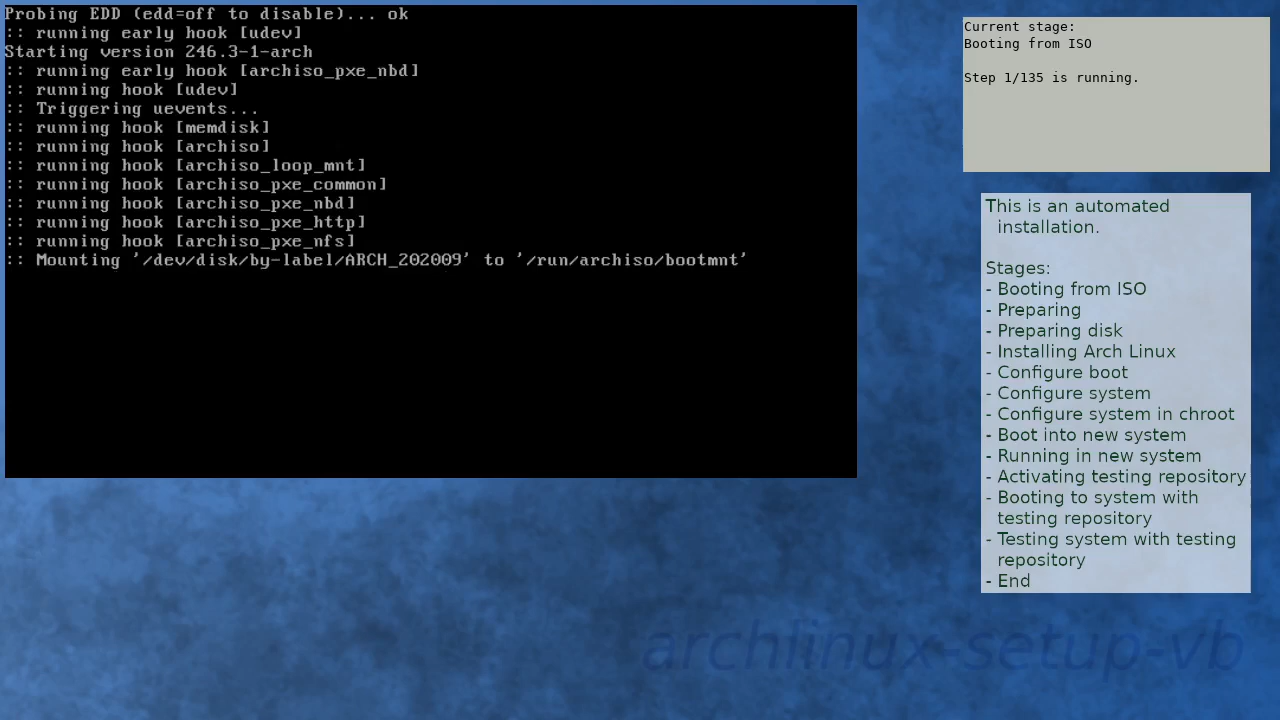 Probing EDD (edd=off to disable)... ok
:: running early hook [udev]
Starting version 246.3-1-arch
:: running early hook [archiso_pxe_nbd]
:: running hook [udev]
:: Triggering uevents...
:: running hook [memdisk]
:: running hook [archiso]
:: running hook [archiso_loop_mnt]
:: running hook [archiso_pxe_common]
:: running hook [archiso_pxe_nbd]
:: running hook [archiso_pxe_http]
:: running hook [archiso_pxe_nfs]
:: Mounting '/dev/disk/by-label/ARCH_202009' to '/run/archiso/bootmnt'
Current stage:
Booting from ISO
Step 1/135 is running.
This is an automated
installation.
Stages:
- Booting from ISO
- Preparing
- Preparing disk
- Installing Arch Linux
- Configure boot
- Configure system
- Configure system in chroot
- Boot into new system
- Running in new system
- Activating testing repository
- Booting to system with
testing repository
- Testing system with testing
repository
- End
archlinux-setup-vb